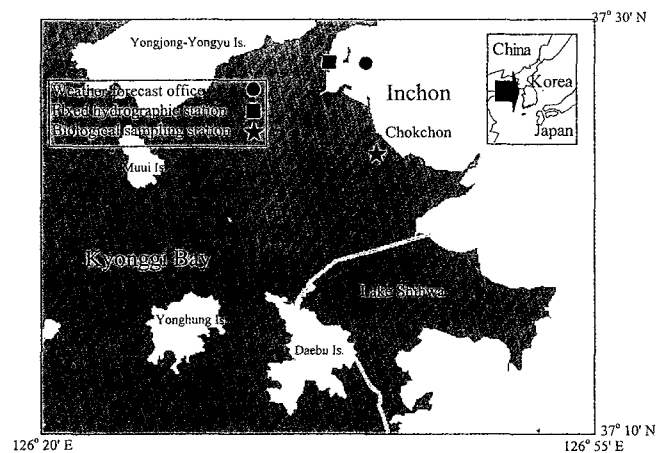 37° 30' N
Yongjong-Yongyu Is.
China
Korea
Japan
Weather forecast office
Fixed hydrographic station
Biological sampling station
Inchon
Chokchon
Muui Is.
Kyonggi Bay
Lake Shihwa
Yonghung Is.
Daebu Is.
37° 10' N
126° 20' E
126° 55' E